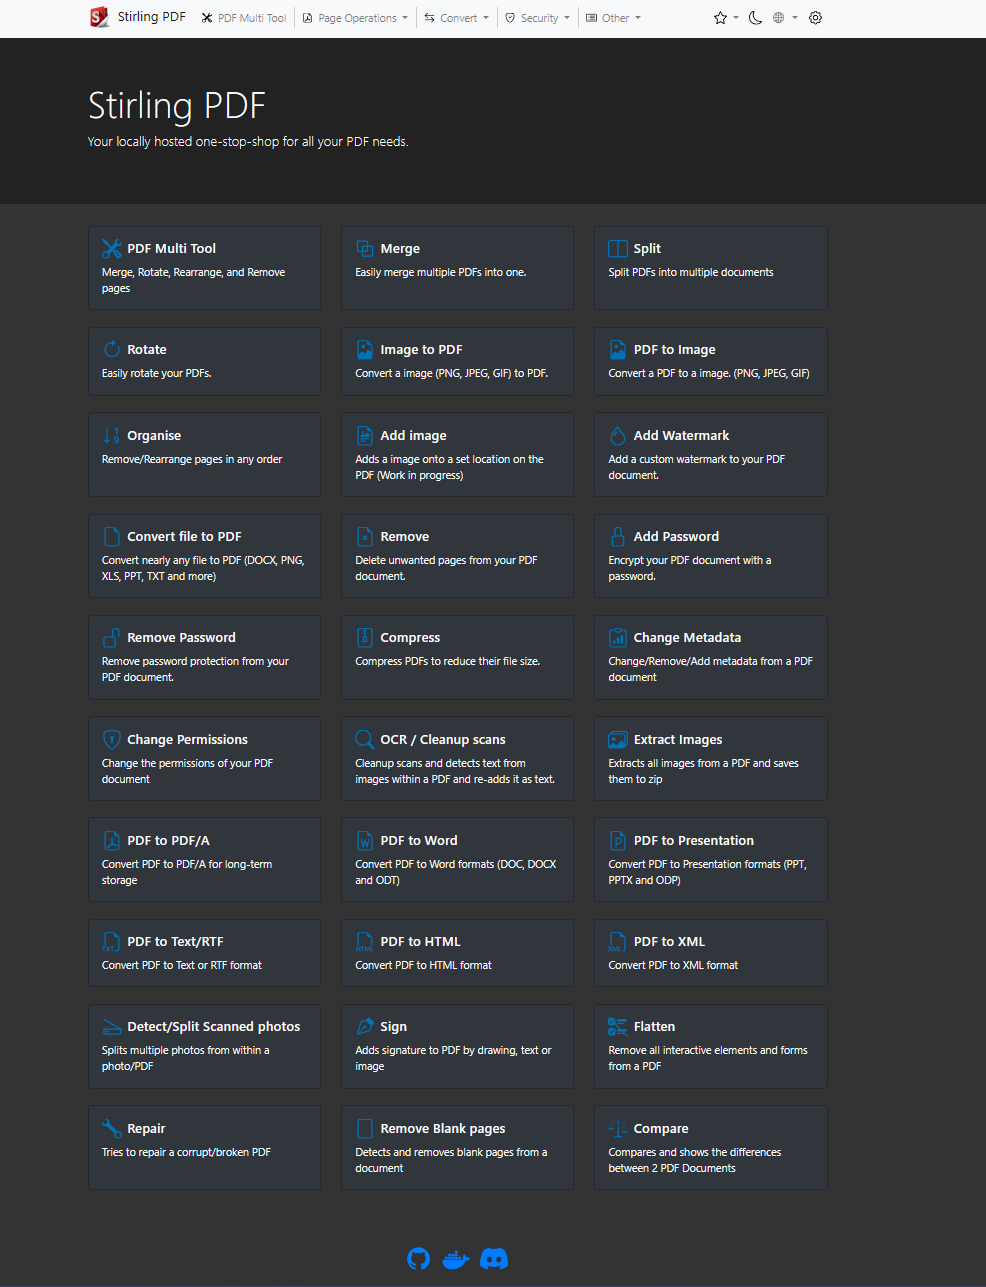 Stirling PDF PDF Multi Tool Page Operations Convert Security Other
Stirling PDF
Your locally hosted one-stop-shop for all your PDF needs.
PDF Multi Tool
Merge, Rotate, Rearrange, and Remove
pages
Merge
Easily merge multiple PDFs into one.
Split
Split PDFs into multiple documents
Rotate
Easily rotate your PDFs.
Image to PDF
Convert a image (PNG, JPEG, GIF) to PDF.
PDF to Image
Convert a PDF to a image. (PNG, JPEG, GIF)
Organise
Remove/Rearrange pages in any order
Add image
Adds a image onto a set location on the
PDF (Work in progress)
Add Watermark
Add a custom watermark to your PDF
document.
Convert file to PDF
Convert nearly any file to PDF (DOCX, PNG,
XLS, PPT, TXT and more)
Remove
Delete unwanted pages from your PDF
document.
Add Password
Encrypt your PDF document with a
password.
Remove Password
Remove password protection from your
PDF document.
Compress
Compress PDFs to reduce their file size.
Change Metadata
Change/Remove/Add metadata from a PDF
document
Change Permissions
Change the permissions of your PDF
document
OCR / Cleanup scans
Cleanup scans and detects text from
images within a PDF and re-adds it as text.
Extract Images
Extracts all images from a PDF and saves
them to zip
PDF to PDF/A
Convert PDF to PDF/A for long-term
storage
PDF to Word
Convert PDF to Word formats (DOC, DOCX
and ODT)
PDF to Presentation
Convert PDF to Presentation formats (PPT,
PPTX and ODP)
PDF to Text/RTF
Convert PDF to Text or RTF format
PDF to HTML
Convert PDF to HTML format
PDF to XML
Convert PDF to XML format
Detect/Split Scanned photos
Splits multiple photos from within a
photo/PDF
Sign
Adds signature to PDF by drawing, text or
image
Flatten
Remove all interactive elements and forms
from a PDF
Repair
Tries to repair a corrupt/broken PDF
Remove Blank pages
Detects and removes blank pages from a
document
Compare
Compares and shows the differences
between 2 PDF Documents